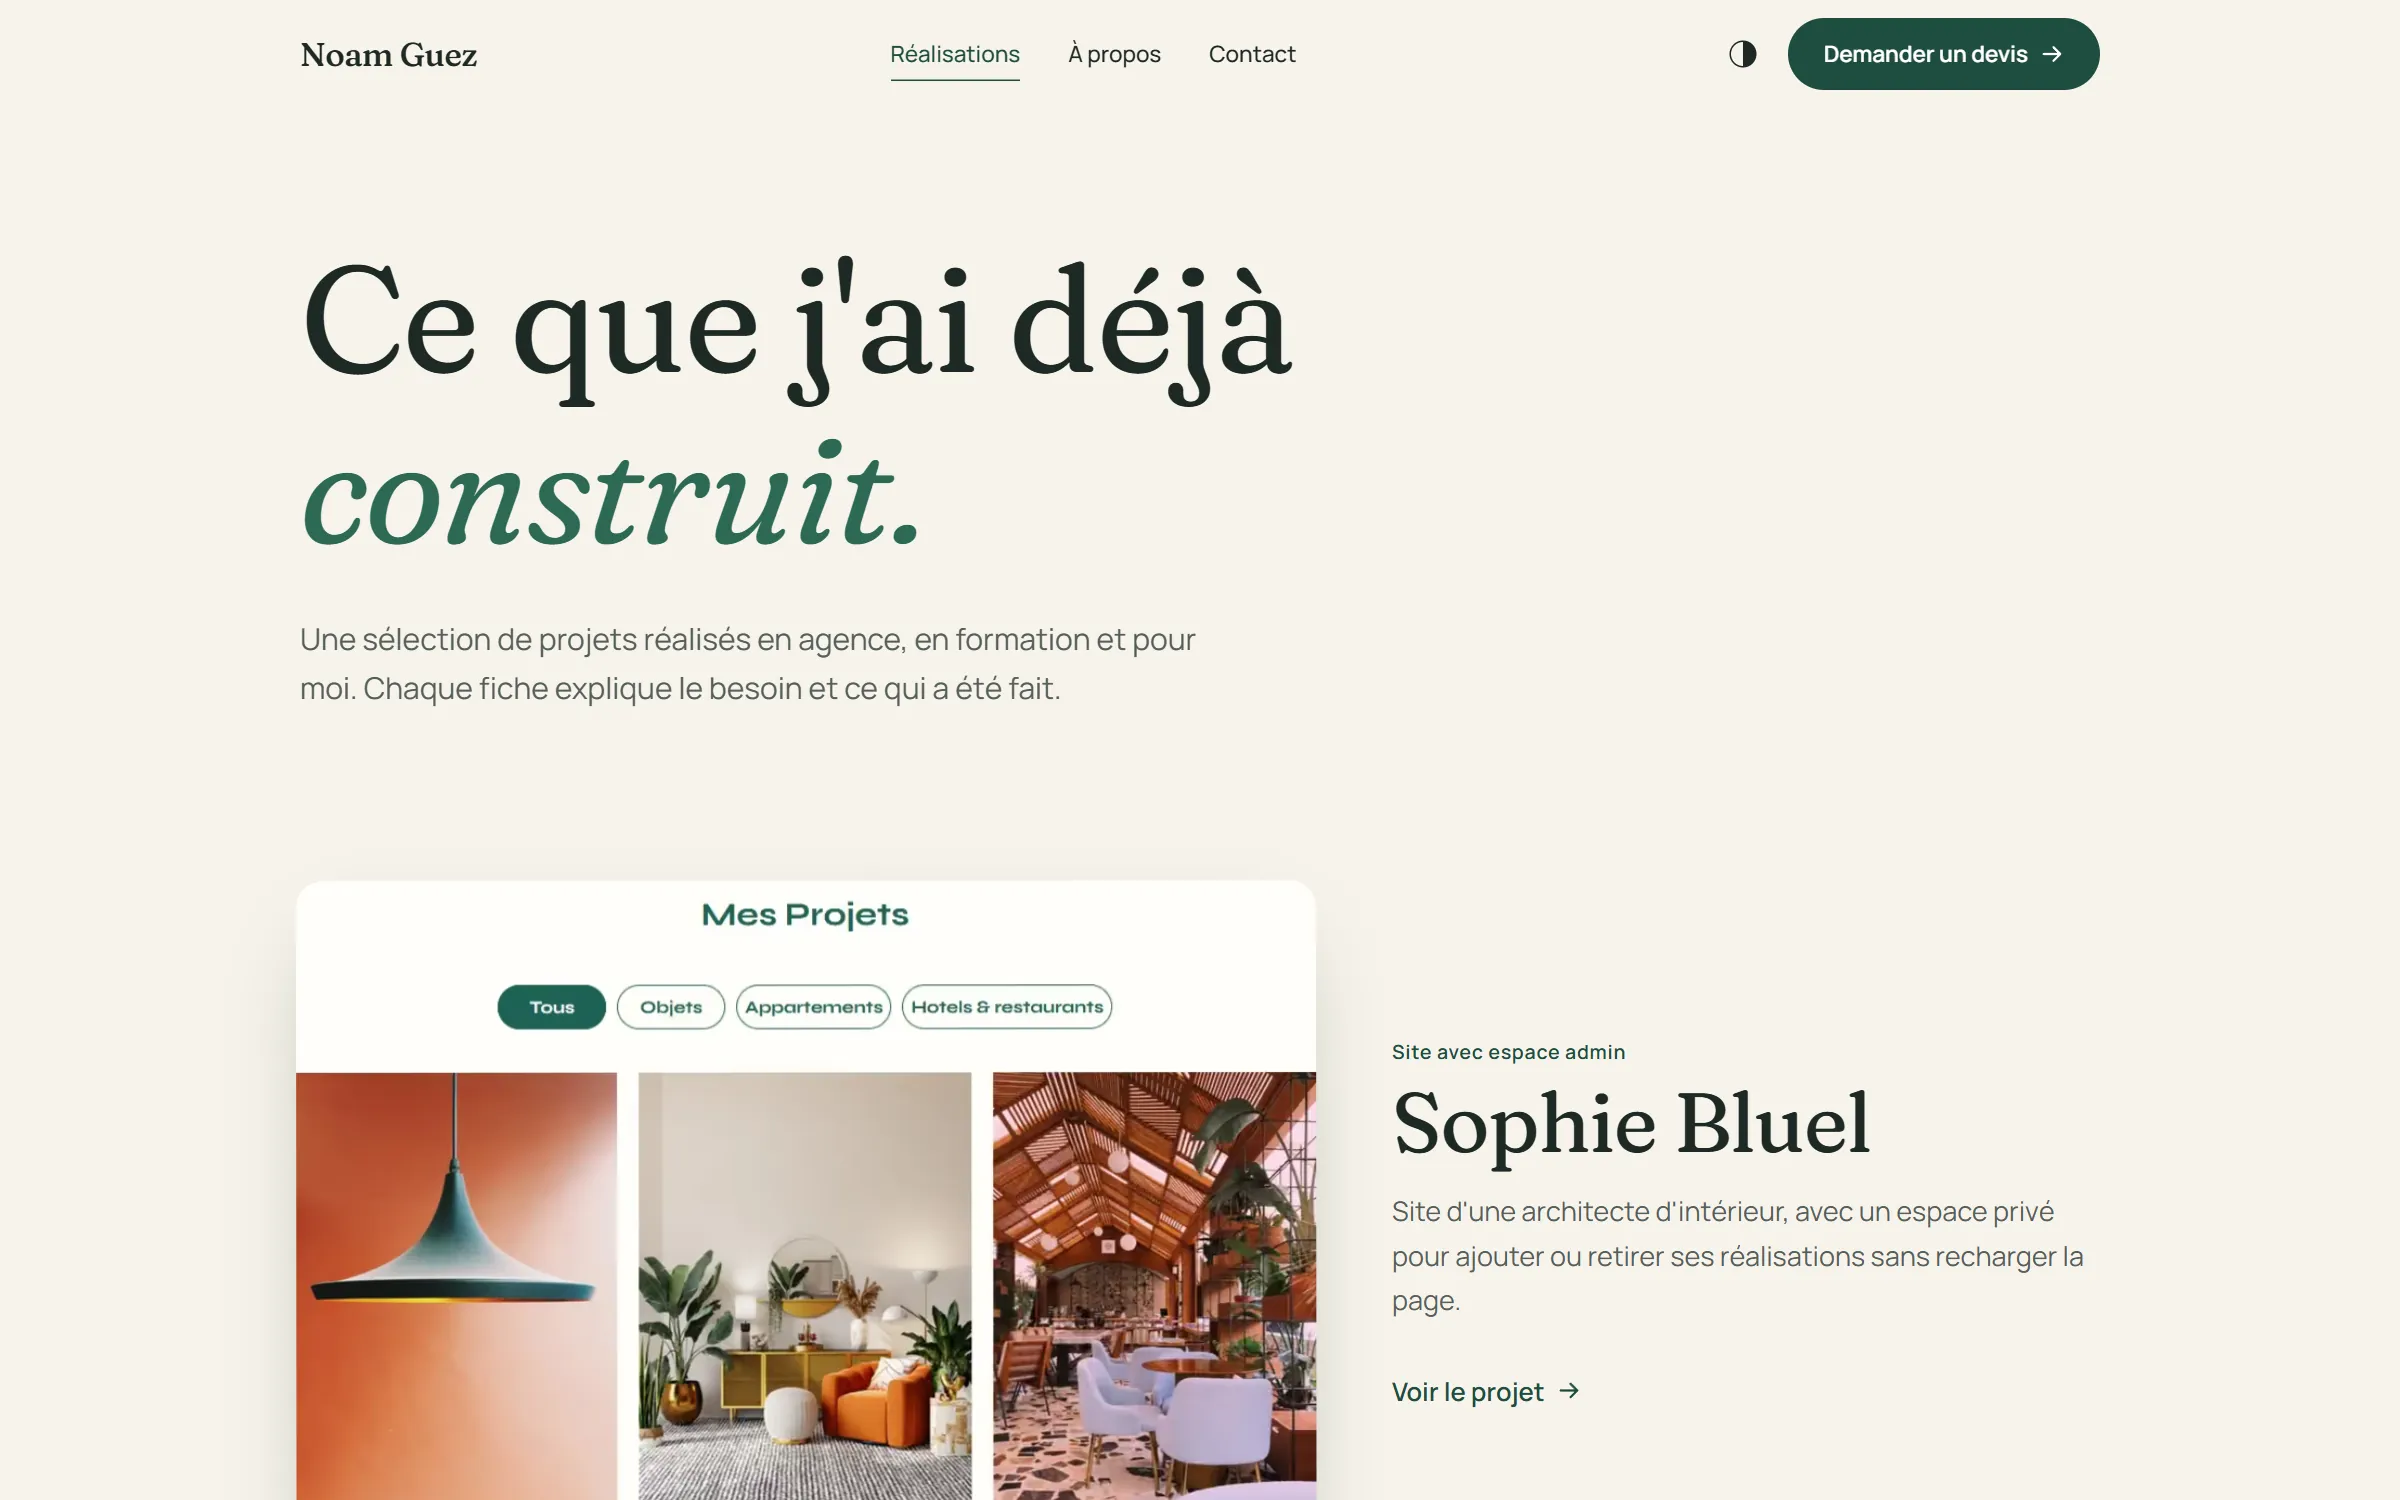 Noam Guez
Réalisations
À propos
Contact
Demander un devis →
Ce que j'ai déjà
construit.
Une sélection de projets réalisés en agence, en formation et pour
moi. Chaque fiche explique le besoin et ce qui a été fait.
Mes Projets
Tous
Objets
Appartements
Hotels & restaurants
Site avec espace admin
Sophie Bluel
Site d'une architecte d'intérieur, avec un espace privé
pour ajouter ou retirer ses réalisations sans recharger la
page.
Voir le projet →